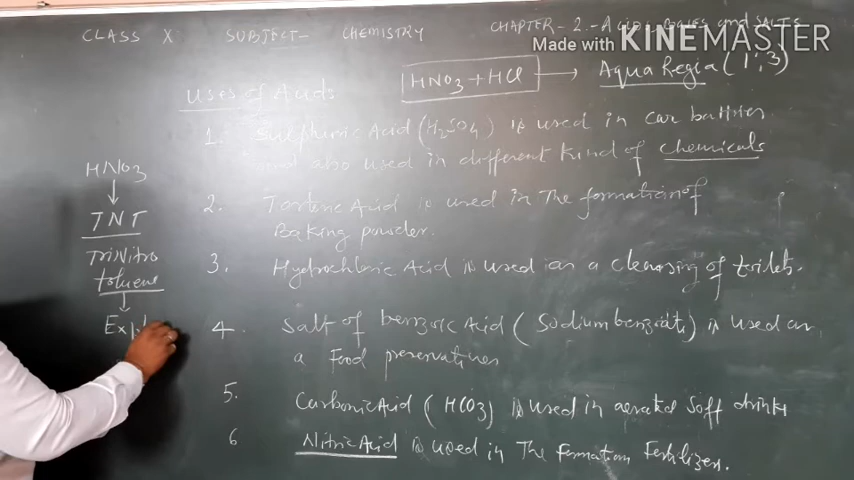 CLASS X SUBJECT- CHEMISTRY CHAPTER-2.- Acids, Bases and SALTS
Made with KINEMASTER
HNO3 + HCl → Aqua Regia (1:3)
Uses of Acids
1. Sulphuric Acid (H2SO4) is used in car batteries
and also used in different kind of chemicals
2. Tartaric Acid is used in The formation of
Baking powder.
3. Hydrochloric Acid is used as a cleansing of toilets.
4. Salt of benzoic Acid (Sodium benzoate) is used as
a Food preservatives
5. Carbonic Acid (HCO3) is used in aerated Soft drinks
6 Nitric Acid is used in The formation Fertilizer.
HNO3
↓
TNT
TriNitro
toluene
↓
Expl